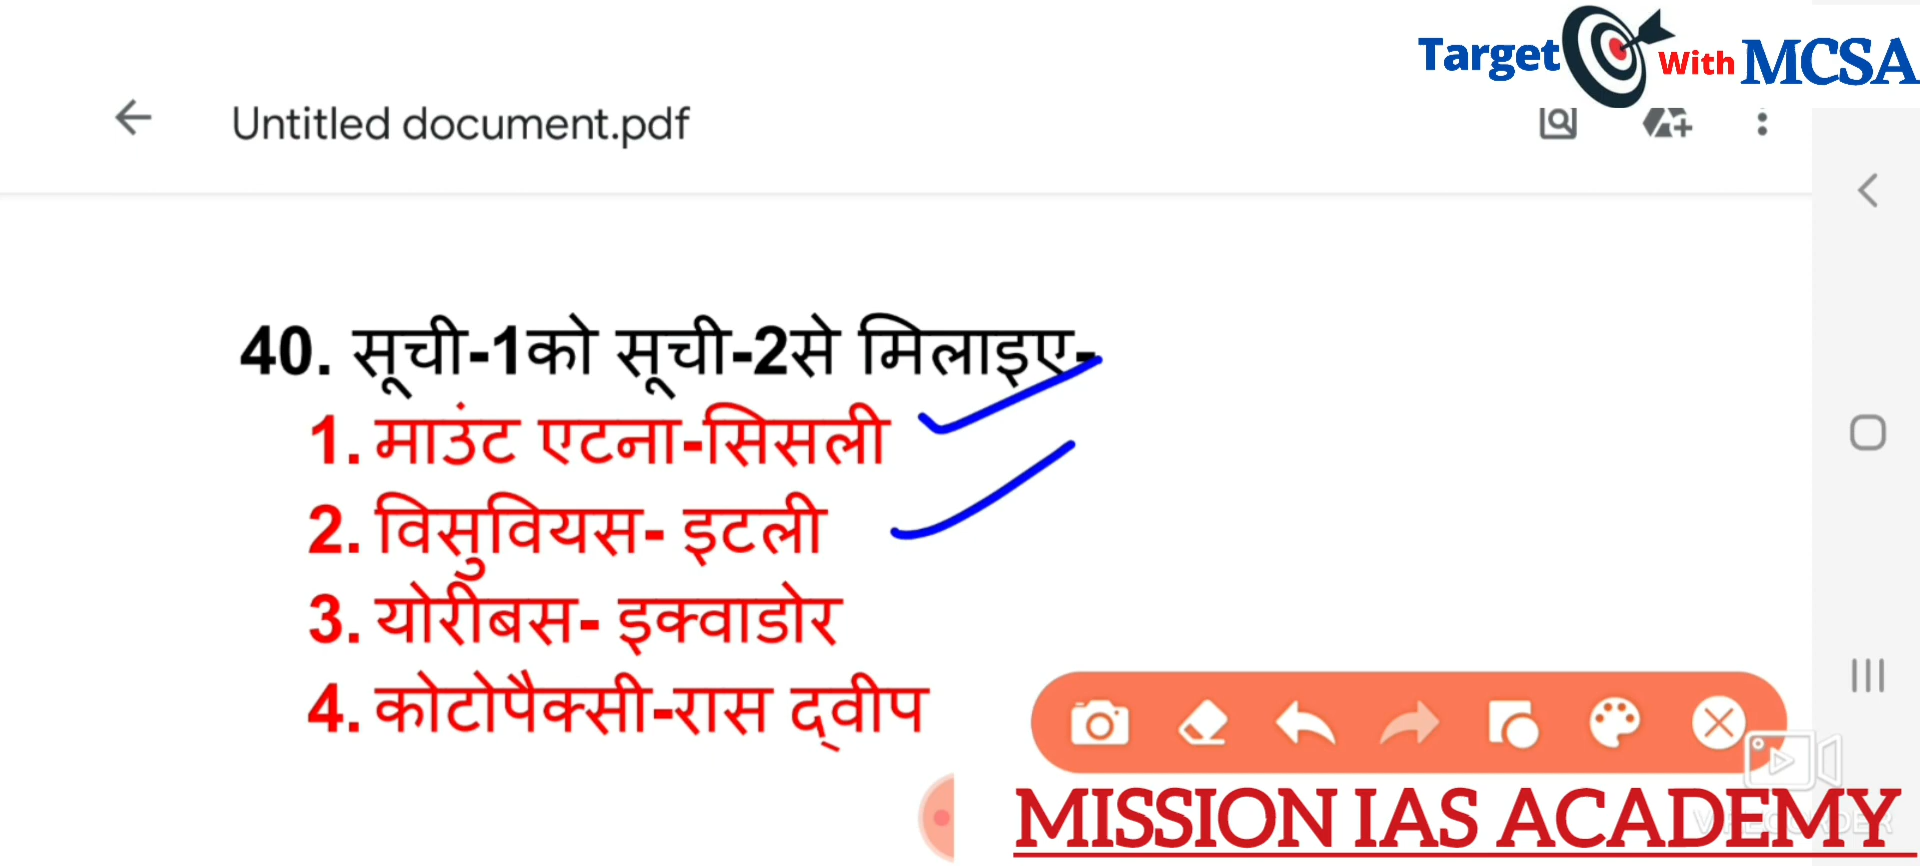 Target With MCSA
Untitled document.pdf
40. सूची-1को सूची-2से मिलाइए-
1. माउंट एटना-सिसली
2. विसुवियस- इटली
3. योरीबस- इक्वाडोर
4. कोटोपैक्सी-रास द्वीप
MISSION IAS ACADEMY